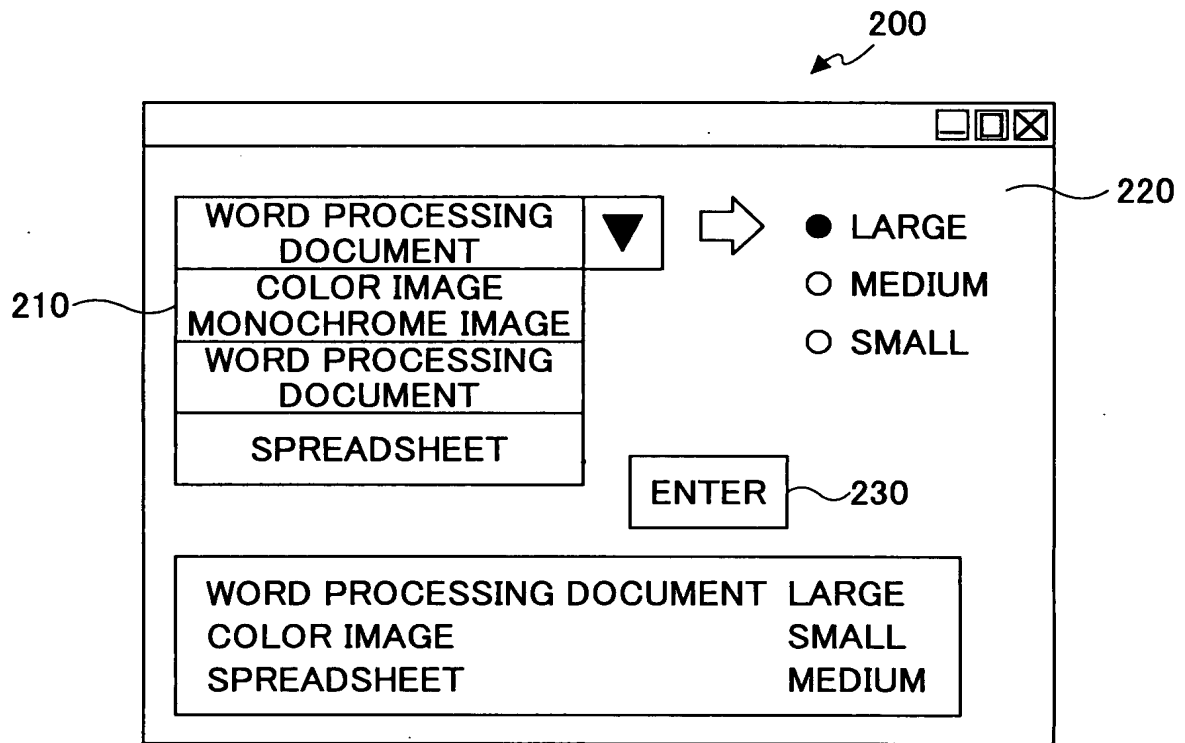 200
220
WORD PROCESSING
DOCUMENT
LARGE
COLOR IMAGE
MEDIUM
210
MONOCHROME IMAGE
SMALL
WORD PROCESSING
DOCUMENT
SPREADSHEET
ENTER
230
WORD PROCESSING DOCUMENT LARGE
COLOR IMAGE SMALL
SPREADSHEET MEDIUM